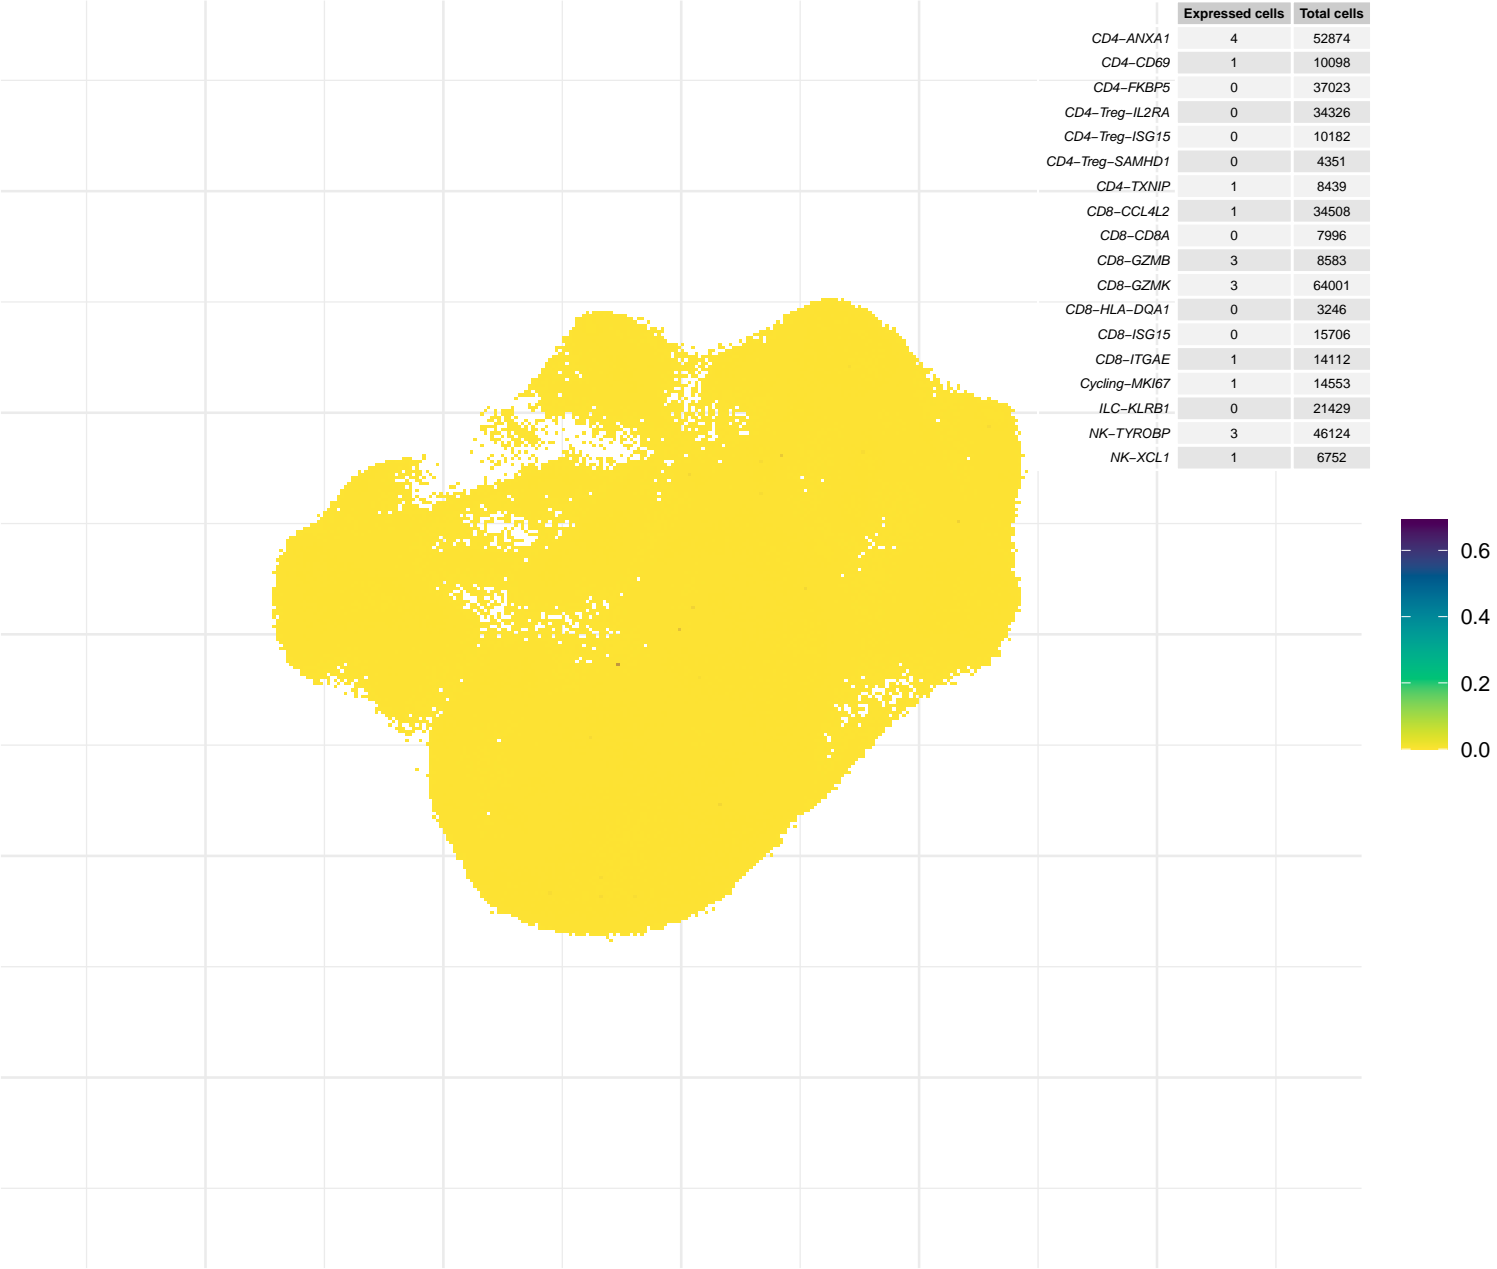 Expressed cells Total cells
CD4−ANXA1 4 52874
CD4−CD69 1 10098
CD4−FKBP5 0 37023
CD4−Treg−IL2RA 0 34326
CD4−Treg−ISG15 0 10182
CD4−Treg−SAMHD1 0 4351
CD4−TXNIP 1 8439
CD8−CCL4L2 1 34508
CD8−CD8A 0 7996
CD8−GZMB 3 8583
CD8−GZMK 3 64001
CD8−HLA−DQA1 0 3246
CD8−ISG15 0 15706
CD8−ITGAE 1 14112
Cycling−MKI67 1 14553
ILC−KLRB1 0 21429
NK−TYROBP 3 46124
NK−XCL1 1 6752
0.6
0.4
0.2
0.0